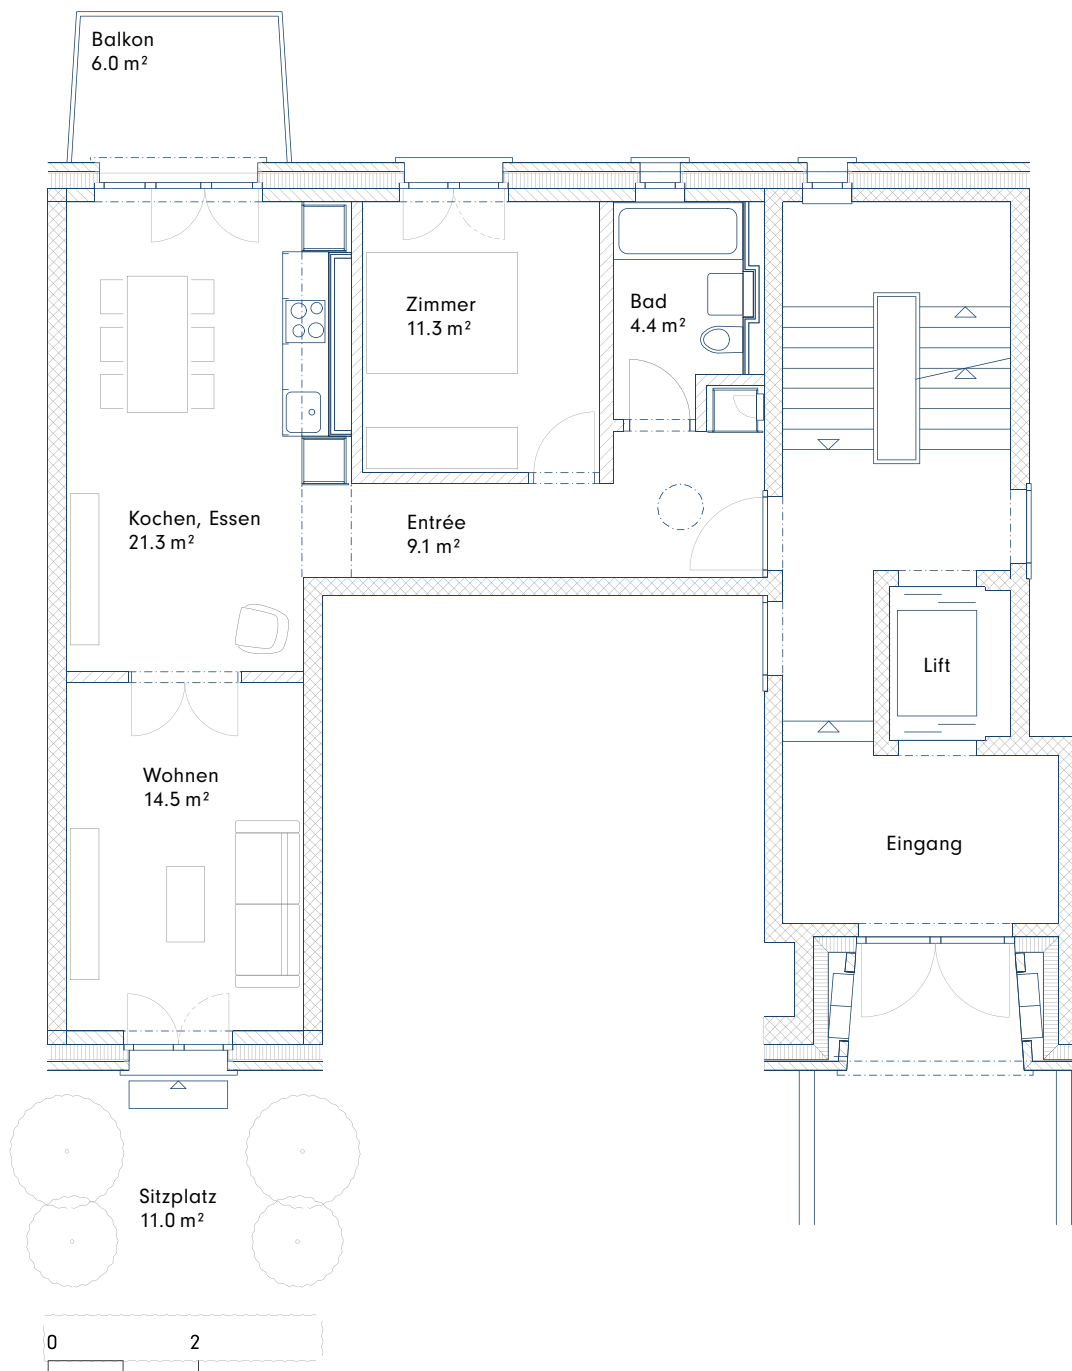 Balkon
6.0 m²
Zimmer
11.3 m²
Bad
4.4 m²
Kochen, Essen
21.3 m²
Entrée
9.1 m²
Lift
Wohnen
14.5 m²
Eingang
Sitzplatz
11.0 m²
0 2